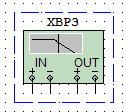 XBP3
IN OUT
+ - + -